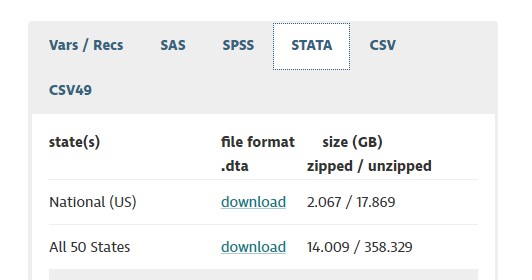 Vars / Recs SAS SPSS STATA CSV
CSV49
state(s) file format size (GB)
.dta zipped / unzipped
National (US) download 2.067 / 17.869
All 50 States download 14.009 / 358.329